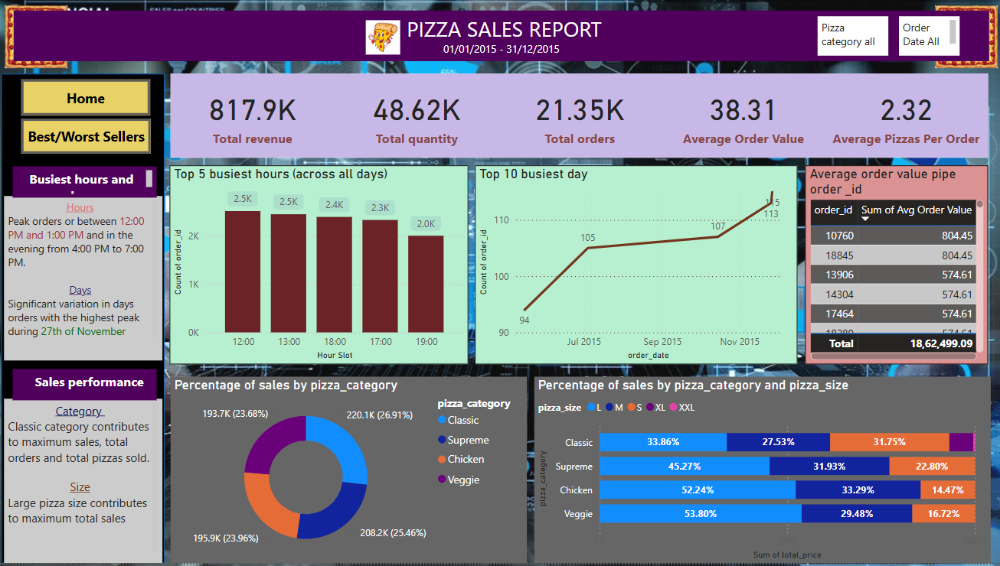 SALES BY COUNTRIES
PIZZA SALES REPORT
01/01/2015 - 31/12/2015
Pizza
category all
Order
Date All
Home
Best/Worst Sellers
817.9K
Total revenue
48.62K
Total quantity
21.35K
Total orders
38.31
Average Order Value
2.32
Average Pizzas Per Order
Busiest hours and
Hours
Peak orders or between 12:00
PM and 1:00 PM and in the
evening from 4:00 PM to 7:00
PM.
Days
Significant variation in days
orders with the highest peak
during 27th of November
Top 5 busiest hours (across all days)
Count of order_id
2K
1K
0K
2.5K
2.5K
2.4K
2.3K
2.0K
12:00
13:00
18:00
17:00
19:00
Hour Slot
Top 10 busiest day
Count of order_id
110
100
90
94
105
107
113
115
Jul 2015
Sep 2015
Nov 2015
order_date
Average order value pipe
order _id
order_id Sum of Avg Order Value
10760 804.45
18845 804.45
13906 574.61
14304 574.61
17464 574.61
18280 574.61
Total 18,62,499.09
Sales performance
Category
Classic category contributes
to maximum sales, total
orders and total pizzas sold.
Size
Large pizza size contributes
to maximum total sales
Percentage of sales by pizza_category
193.7K (23.68%)
220.1K (26.91%)
195.9K (23.96%)
208.2K (25.46%)
pizza_category
Classic
Supreme
Chicken
Veggie
Percentage of sales by pizza_category and pizza_size
pizza_size L M S XL XXL
pizza_category
Classic 33.86% 27.53% 31.75%
Supreme 45.27% 31.93% 22.80%
Chicken 52.24% 33.29% 14.47%
Veggie 53.80% 29.48% 16.72%
0% 50% 100%
Sum of total_price